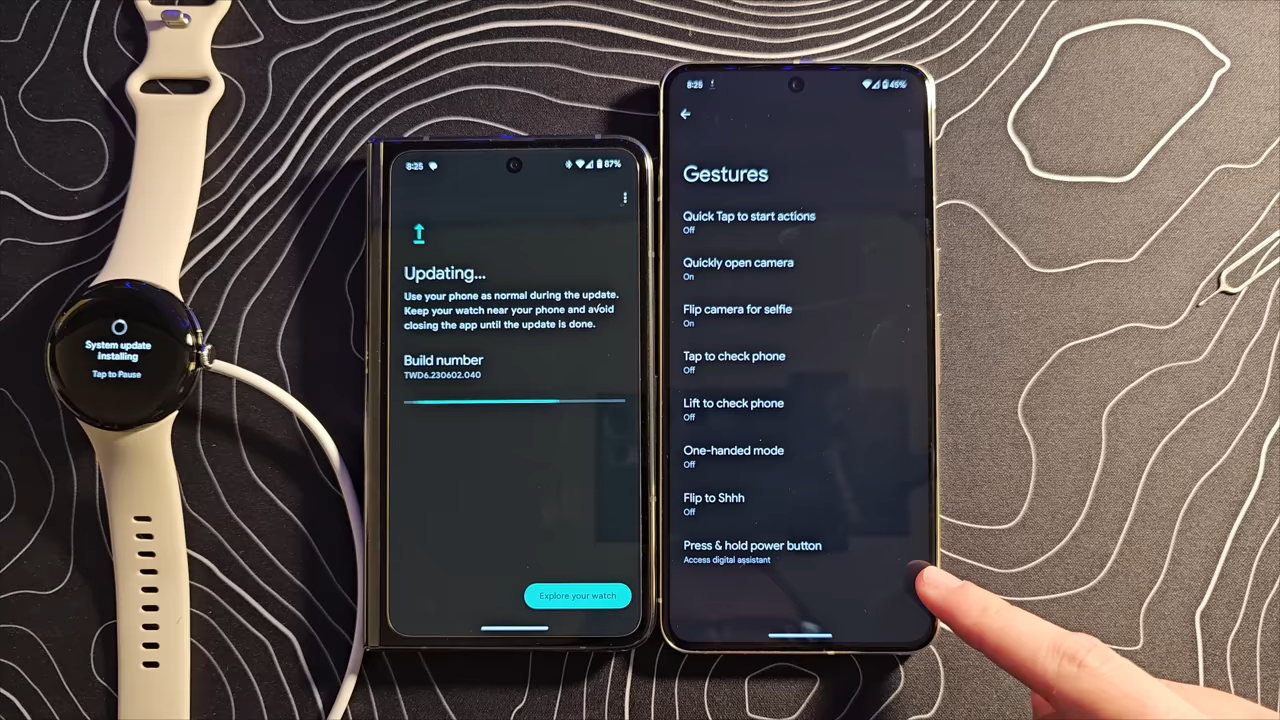 System update
installing
Tap to Pause
8:25
87%
Updating...
Use your phone as normal during the update.
Keep your watch near your phone and avoid
closing the app until the update is done.
Build number
TWD6.230602.040
Explore your watch
8:25
45%
Gestures
Quick Tap to start actions
Off
Quickly open camera
On
Flip camera for selfie
On
Tap to check phone
Off
Lift to check phone
Off
One-handed mode
Off
Flip to Shhh
Off
Press & hold power button
Access digital assistant